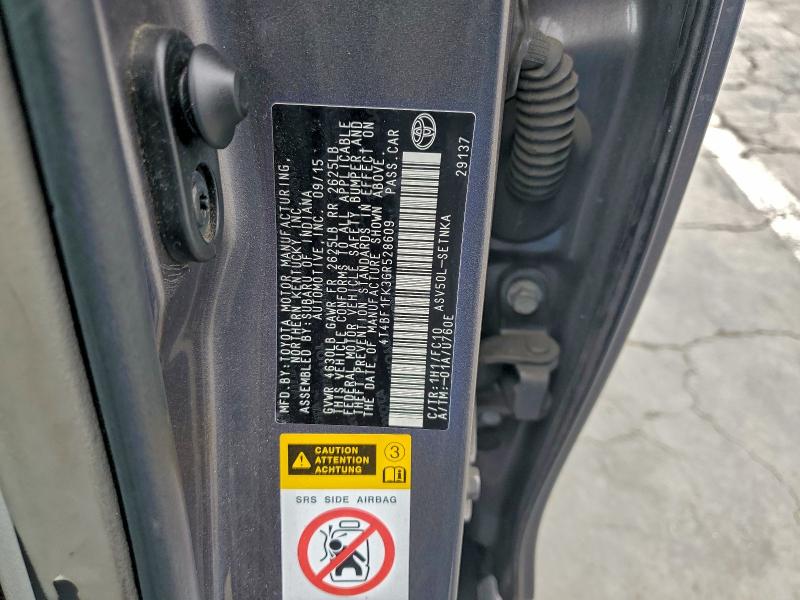 MFD.BY:TOYOTA MOTOR MANUFACTURING,
NORTHERN KENTUCKY, INC.
ASSEMBLED BY:SUBARU OF INDIANA
AUTOMOTIVE, INC. 09/15
GVWR 4630LB GAWR FR 2625LB RR 2625LB
THIS VEHICLE CONFORMS TO ALL APPLICABLE
FEDERAL MOTOR VEHICLE SAFETY, BUMPER, AND
THEFT PREVENTION STANDARDS IN EFFECT ON
THE DATE OF MANUFACTURE SHOWN ABOVE.
4T4BF1FK3GR528609 PASS.CAR
C/TR:1H1/FC10 ASV50L-SETNKA
A/TM:-01A/U760E 29137
CAUTION
ATTENTION
ACHTUNG
3
SRS SIDE AIRBAG